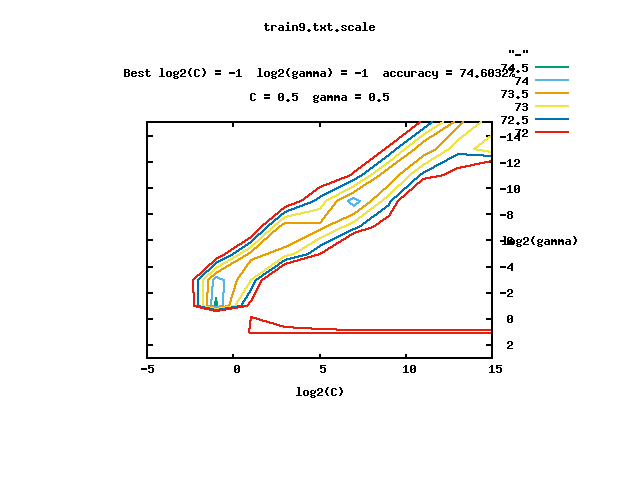 train9.txt.scale
"-"
Best log2(C) = -1 log2(gamma) = -1 accuracy = 74.6032%
74.5
74
C = 0.5 gamma = 0.5
73.5
73
72.5
72
-14
-12
-10
-8
-6
log2(gamma)
-4
-2
0
2
-5 0 5 10 15
log2(C)